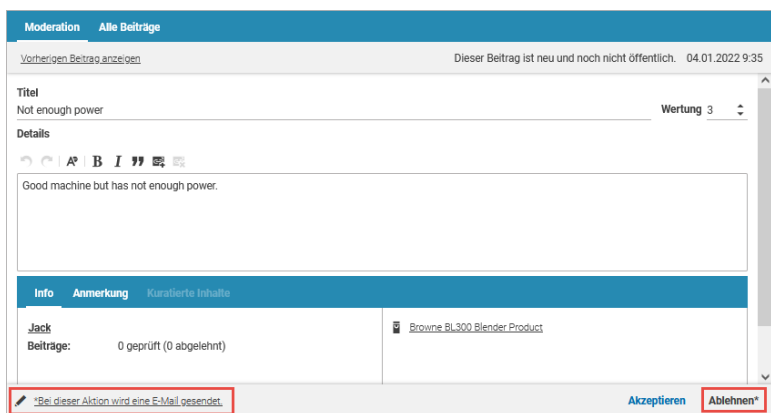 Moderation Alle Beiträge
Vorherigen Beitrag anzeigen Dieser Beitrag ist neu und noch nicht öffentlich. 04.01.2022 9:35
Titel
Not enough power Wertung 3
Details
B I
Good machine but has not enough power.
Info Anmerkung Kuratierte Inhalte
Jack Browne BL300 Blender Product
Beiträge: 0 geprüft (0 abgelehnt)
*Bei dieser Aktion wird eine E-Mail gesendet. Akzeptieren Ablehnen*